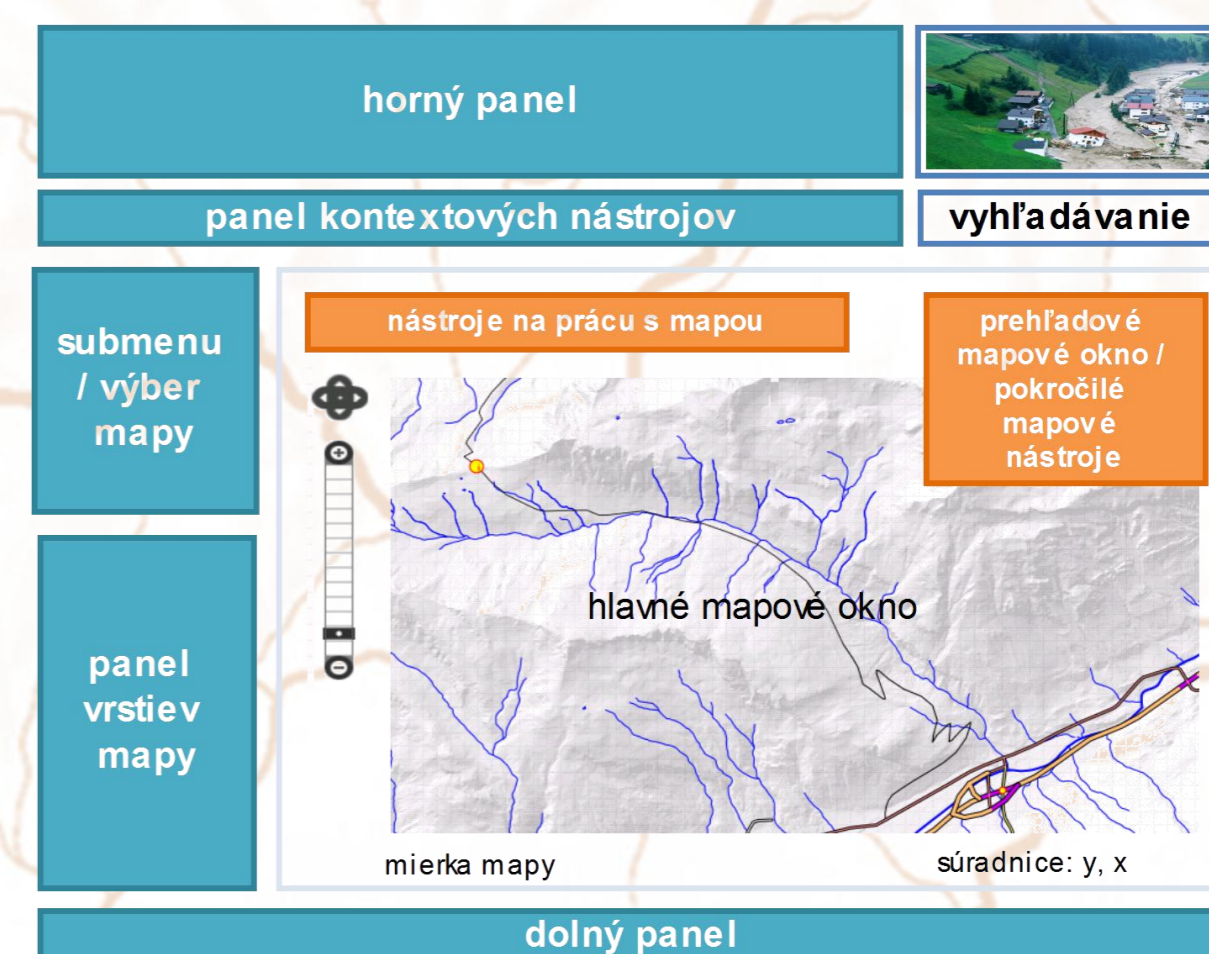 horný panel
panel kontextových nástrojov
vyhľadávanie
submenu
/ výber
mapy
nástroje na prácu s mapou
prehľadové
mapové okno /
pokročilé
mapové
nástroje
hlavné mapové okno
panel
vrstiev
mapy
mierka mapy
súradnice: y, x
dolný panel